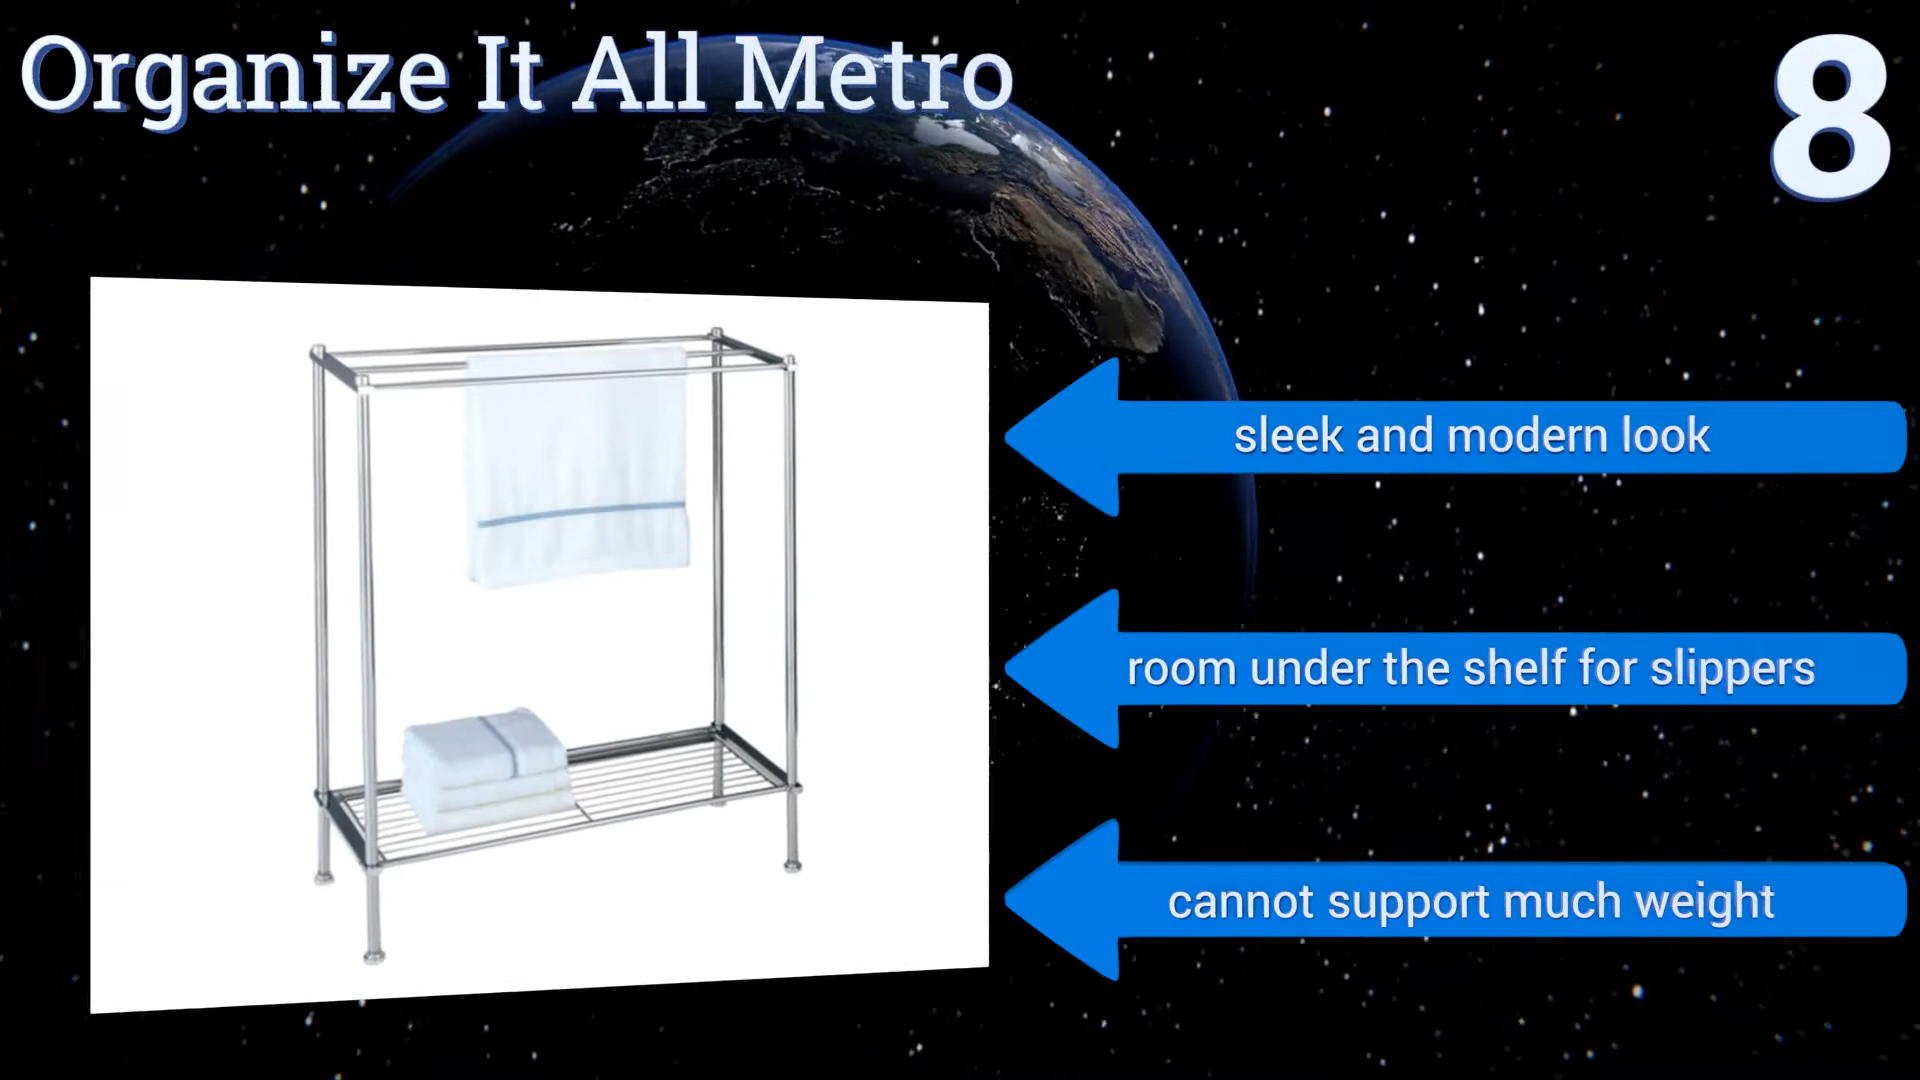 Organize It All Metro
8
sleek and modern look
room under the shelf for slippers
cannot support much weight